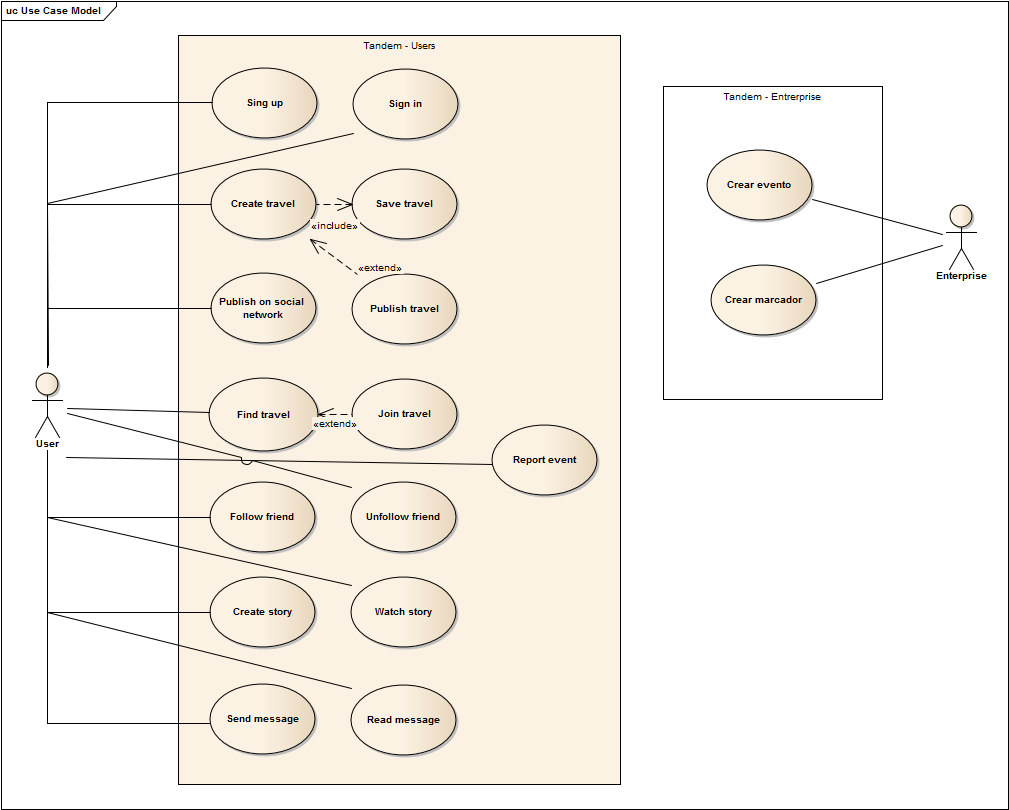 uc Use Case Model
Tandem - Users
Sing up
Sign in
Create travel
Save travel
«include»
«extend»
Publish on social
network
Publish travel
Find travel
Join travel
«extend»
Report event
Follow friend
Unfollow friend
Create story
Watch story
Send message
Read message
User
Tandem - Entrerprise
Crear evento
Crear marcador
Enterprise